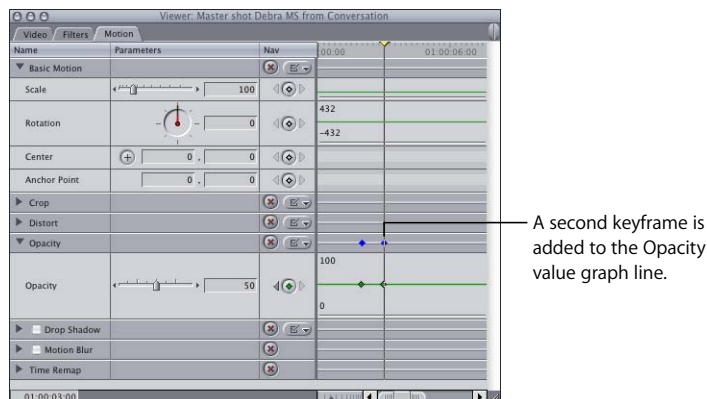 Viewer: Master shot Debra MS from Conversation
Video Filters Motion
Name Parameters Nav :00:00 01:00:06:00
Basic Motion
Scale 100
Rotation 0 432
-432
Center 0 , 0
Anchor Point 0 , 0
Crop
Distort
Opacity
A second keyframe is
added to the Opacity
value graph line.
100
Opacity 50
0
Drop Shadow
Motion Blur
Time Remap
01:00:03:00